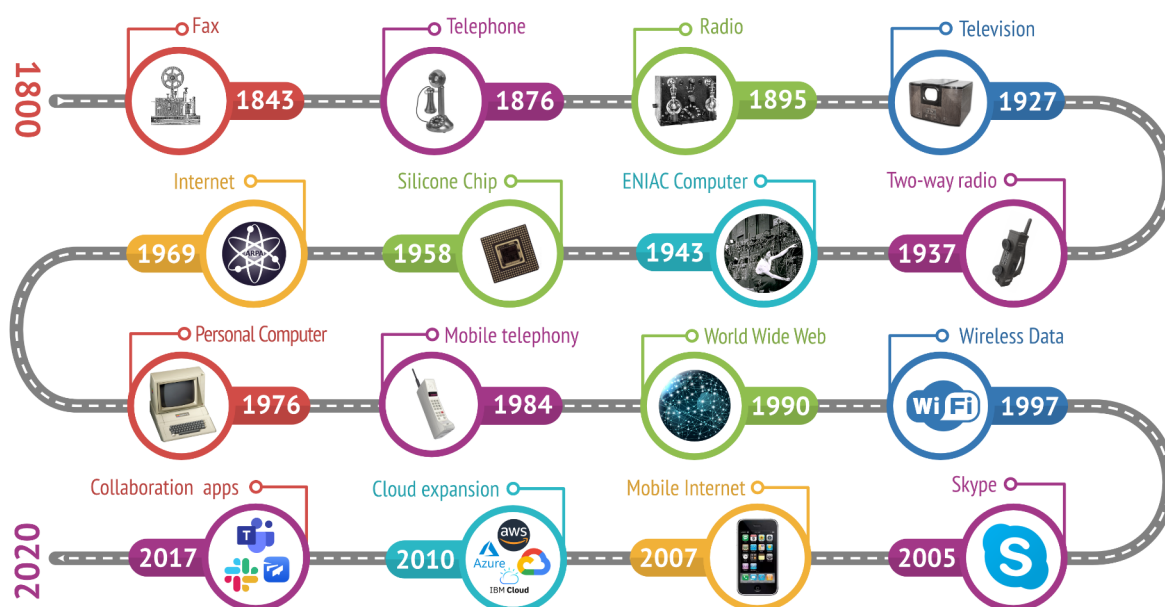 Fax
Telephone
Radio
Television
1800
1843
1876
1895
1927
Internet
Silicone Chip
ENIAC Computer
Two-way radio
1969
ARPA
1958
1943
1937
Personal Computer
Mobile telephony
World Wide Web
Wireless Data
1976
1984
1990
Wi Fi
1997
Collaboration apps
Cloud expansion
Mobile Internet
Skype
2020
2017
T
2010
aws
Azure
IBM Cloud
2007
2005
S